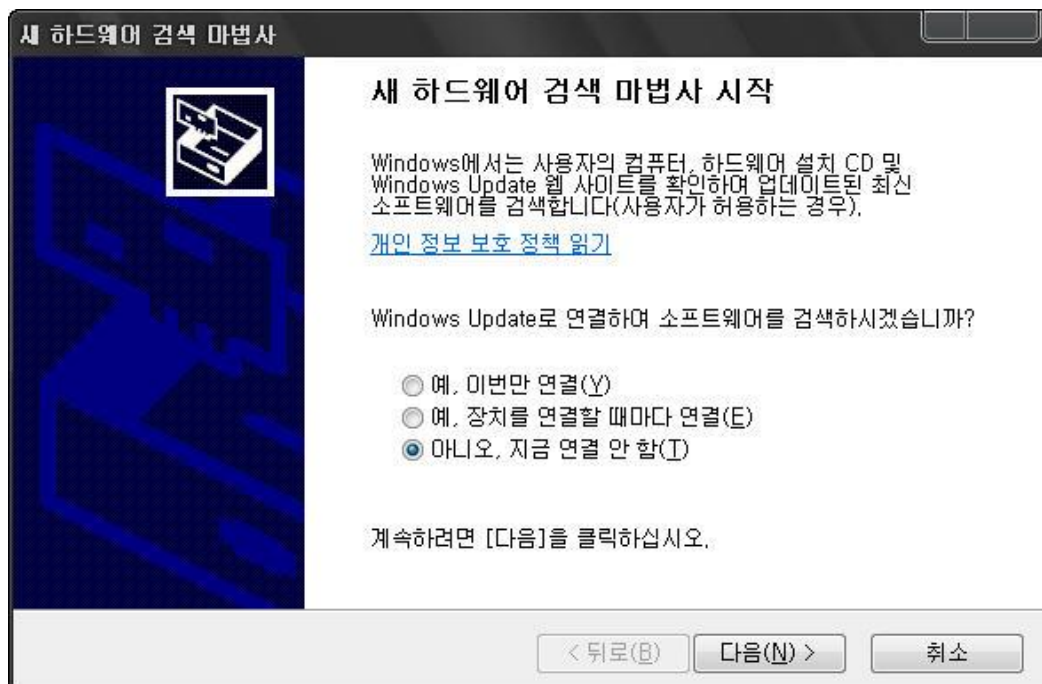 새 하드웨어 검색 마법사
새 하드웨어 검색 마법사 시작
Windows에서는 사용자의 컴퓨터, 하드웨어 설치 CD 및
Windows Update 웹 사이트를 확인하여 업데이트된 최신
소프트웨어를 검색합니다(사용자가 허용하는 경우).
개인 정보 보호 정책 읽기
Windows Update로 연결하여 소프트웨어를 검색하시겠습니까?
예, 이번만 연결(Y)
예, 장치를 연결할 때마다 연결(E)
아니오, 지금 연결 안 함(T)
계속하려면 [다음]을 클릭하십시오.
< 뒤로(B) 다음(N) > 취소